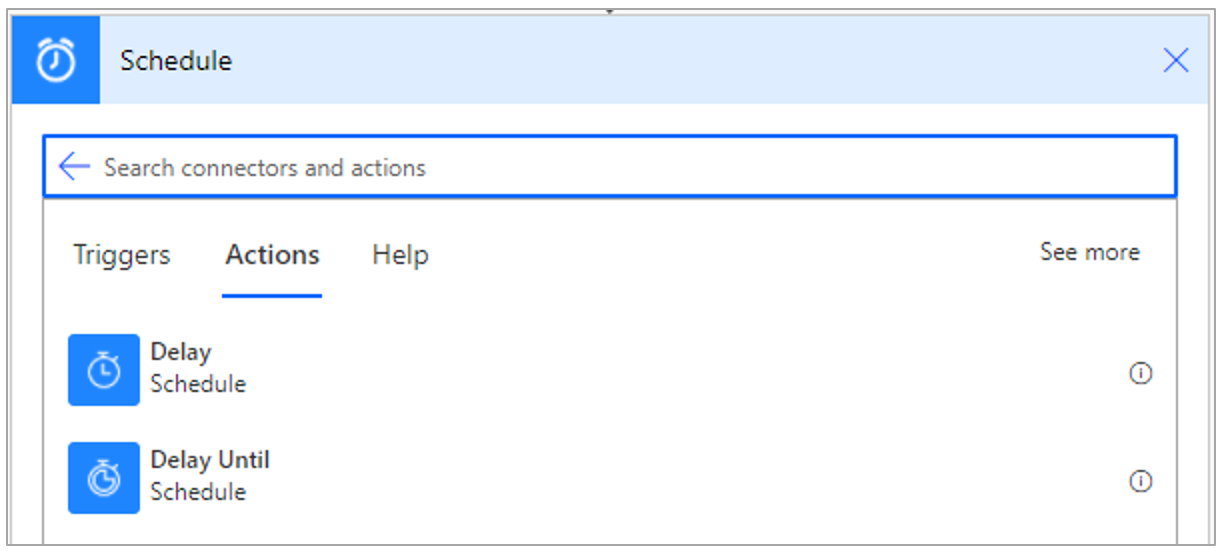 Schedule
Search connectors and actions
Triggers Actions Help See more
Delay
Schedule
Delay Until
Schedule